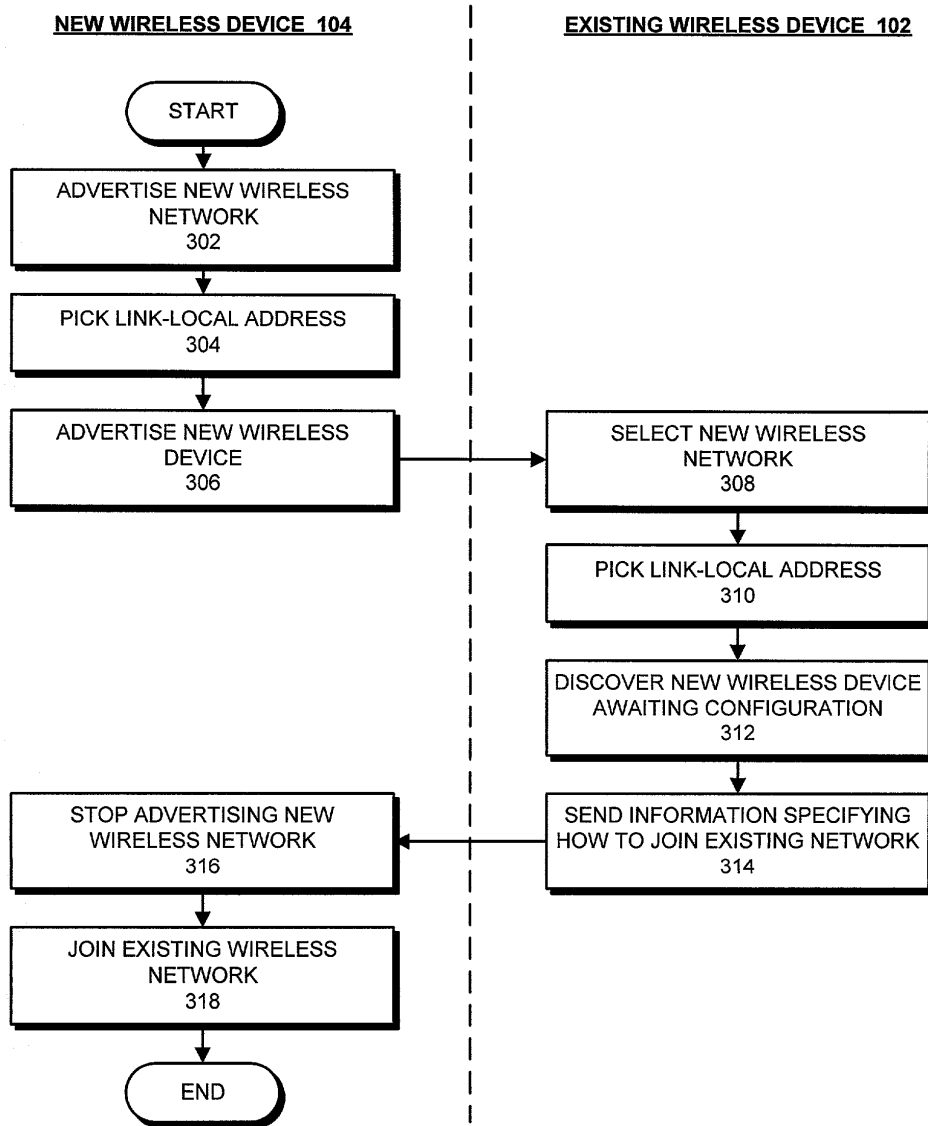 NEW WIRELESS DEVICE 104
EXISTING WIRELESS DEVICE 102
START
ADVERTISE NEW WIRELESS
NETWORK
302
PICK LINK-LOCAL ADDRESS
304
ADVERTISE NEW WIRELESS
DEVICE
306
SELECT NEW WIRELESS
NETWORK
308
PICK LINK-LOCAL ADDRESS
310
DISCOVER NEW WIRELESS DEVICE
AWAITING CONFIGURATION
312
SEND INFORMATION SPECIFYING
HOW TO JOIN EXISTING NETWORK
314
STOP ADVERTISING NEW
WIRELESS NETWORK
316
JOIN EXISTING WIRELESS
NETWORK
318
END